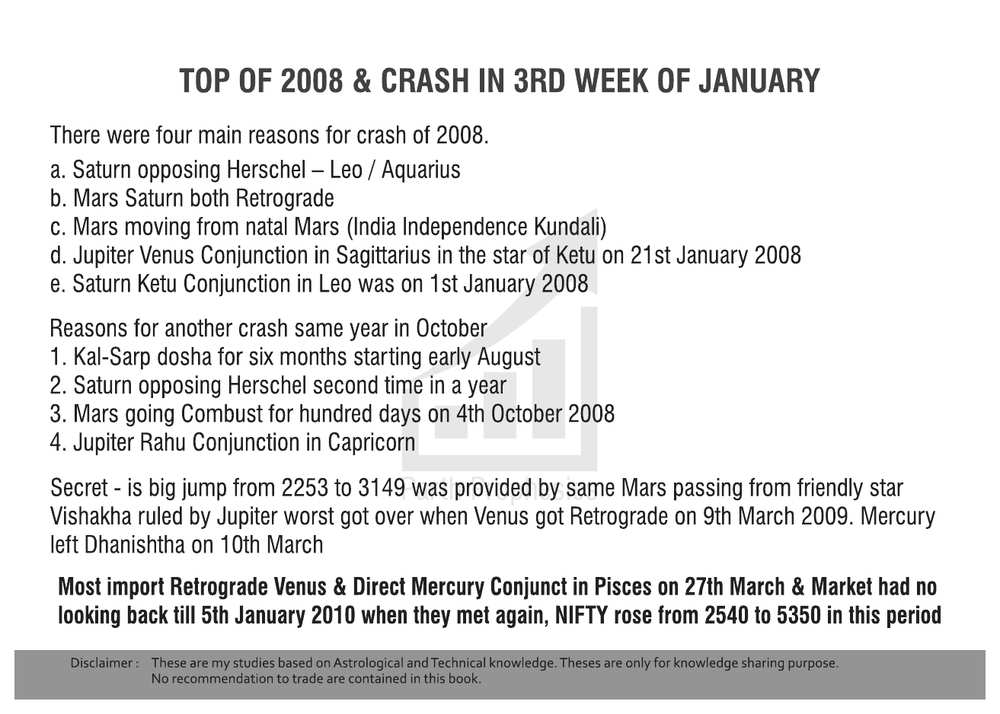 TOP OF 2008 & CRASH IN 3RD WEEK OF JANUARY
There were four main reasons for crash of 2008.
a. Saturn opposing Herschel – Leo / Aquarius
b. Mars Saturn both Retrograde
c. Mars moving from natal Mars (India Independence Kundali)
d. Jupiter Venus Conjunction in Sagittarius in the star of Ketu on 21st January 2008
e. Saturn Ketu Conjunction in Leo was on 1st January 2008
Reasons for another crash same year in October
1. Kal-Sarp dosha for six months starting early August
2. Saturn opposing Herschel second time in a year
3. Mars going Combust for hundred days on 4th October 2008
4. Jupiter Rahu Conjunction in Capricorn
Secret - is big jump from 2253 to 3149 was provided by same Mars passing from friendly star
Vishakha ruled by Jupiter worst got over when Venus got Retrograde on 9th March 2009. Mercury
left Dhanishtha on 10th March
Most import Retrograde Venus & Direct Mercury Conjunct in Pisces on 27th March & Market had no
looking back till 5th January 2010 when they met again, NIFTY rose from 2540 to 5350 in this period
Disclaimer : These are my studies based on Astrological and Technical knowledge. Theses are only for knowledge sharing purpose.
No recommendation to trade are contained in this book.